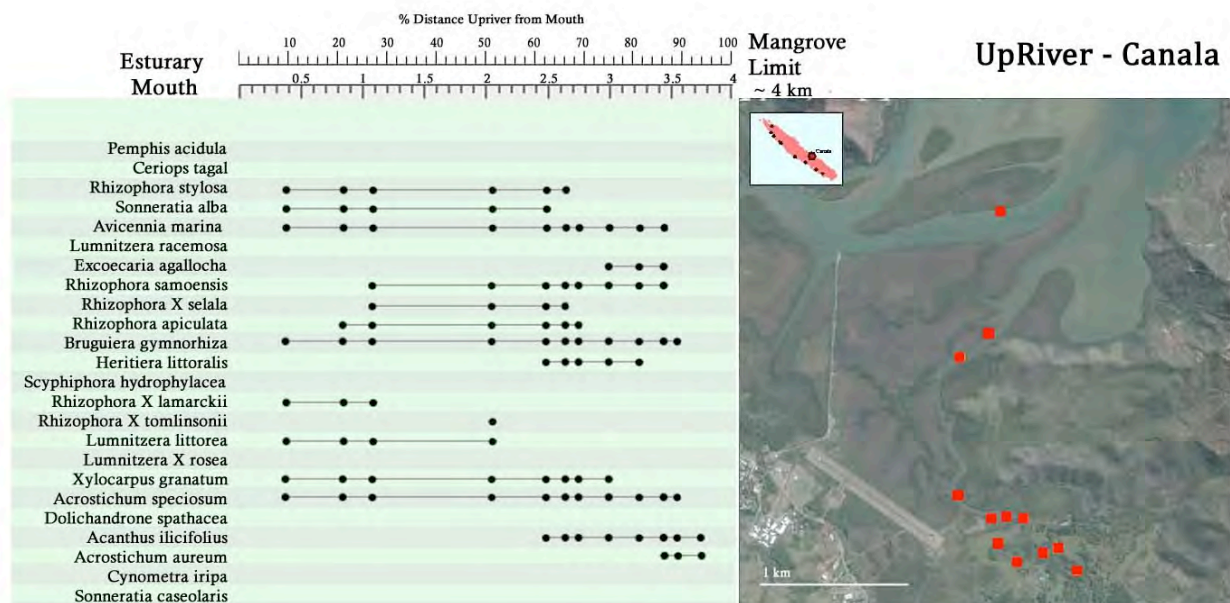 % Distance Upriver from Mouth
10 20 30 40 50 60 70 80 90 100
Esturary
Mouth
0.5 1 1.5 2 2.5 3 3.5 4
Mangrove
Limit
~ 4 km
UpRiver - Canala
Canala
Pemphis acidula
Ceriops tagal
Rhizophora stylosa
Sonneratia alba
Avicennia marina
Lumnitzera racemosa
Excoecaria agallocha
Rhizophora samoensis
Rhizophora X selala
Rhizophora apiculata
Bruguiera gymnorhiza
Heritiera littoralis
Scyphiphora hydrophylacea
Rhizophora X lamarckii
Rhizophora X tomlinsonii
Lumnitzera littorea
Lumnitzera X rosea
Xylocarpus granatum
Acrostichum speciosum
Dolichandrone spathacea
Acanthus ilicifolius
Acrostichum aureum
Cynometra iripa
Sonneratia caseolaris
1 km